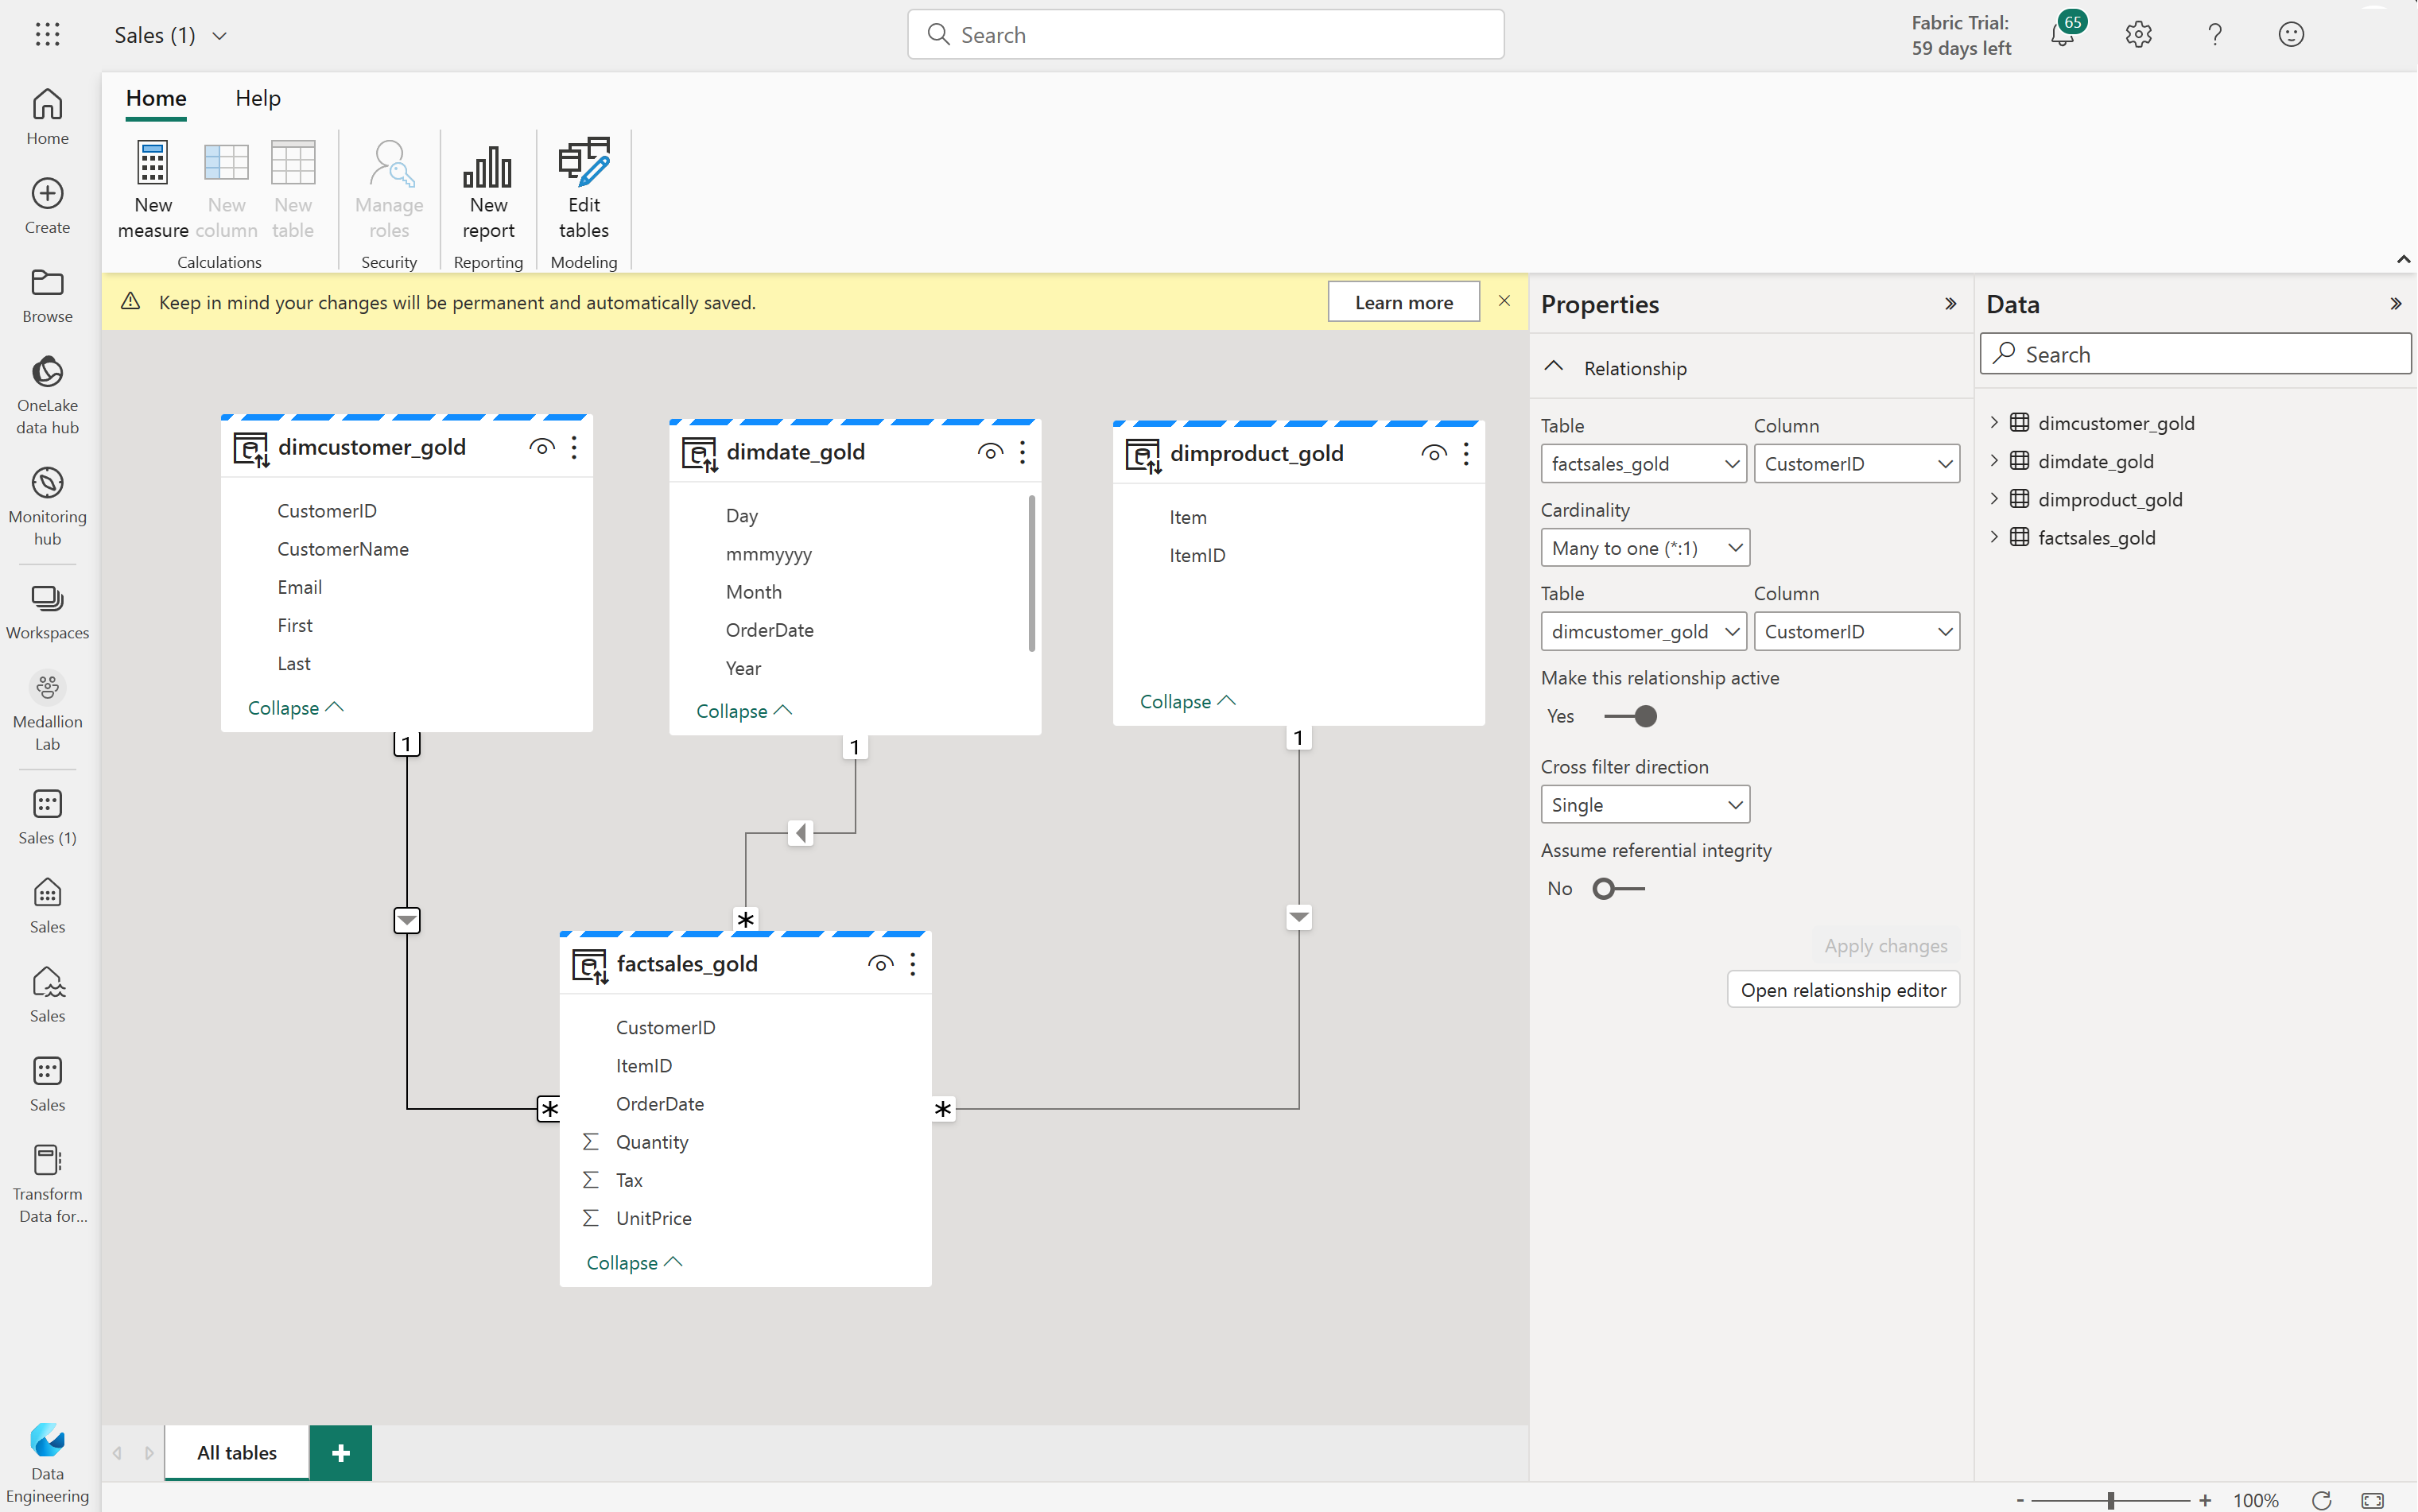 Sales (1)
Search
Fabric Trial:
59 days left
65
Home
Create
Browse
OneLake
data hub
Monitoring
hub
Workspaces
Medallion
Lab
Sales (1)
Sales
Sales
Sales
Transform
Data for...
Data
Engineering
Home
Help
New
measure
New
column
New
table
Calculations
Manage
roles
Security
New
report
Reporting
Edit
tables
Modeling
Keep in mind your changes will be permanent and automatically saved.
Learn more
dimcustomer_gold
CustomerID
CustomerName
Email
First
Last
Collapse
1
dimdate_gold
Day
mmmyyyy
Month
OrderDate
Year
Collapse
1
dimproduct_gold
Item
ItemID
Collapse
1
*
factsales_gold
CustomerID
ItemID
OrderDate
Σ Quantity
Σ Tax
Σ UnitPrice
Collapse
*
*
All tables
+
Properties
Relationship
Table
Column
factsales_gold
CustomerID
Cardinality
Many to one (*:1)
Table
Column
dimcustomer_gold
CustomerID
Make this relationship active
Yes
Cross filter direction
Single
Assume referential integrity
No
Apply changes
Open relationship editor
Data
Search
dimcustomer_gold
dimdate_gold
dimproduct_gold
factsales_gold
- + 100%